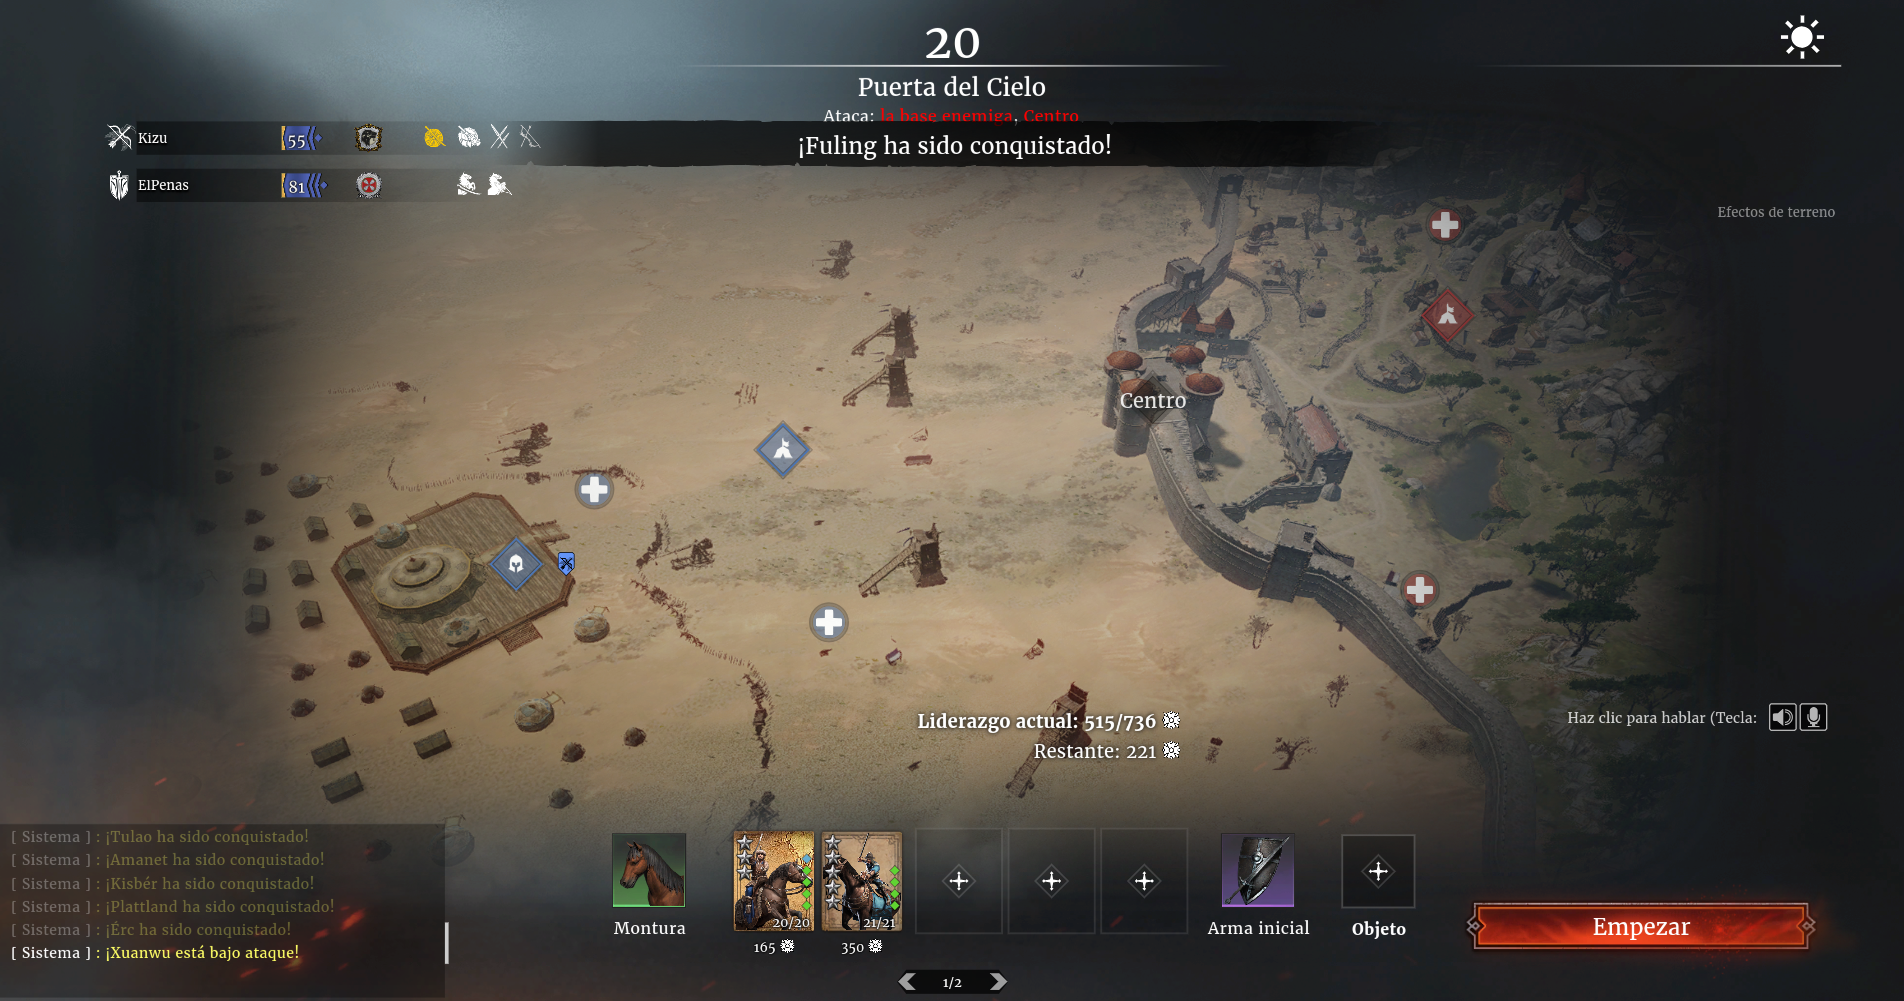 20
Puerta del Cielo
Ataca: la base enemiga, Centro
¡Fuling ha sido conquistado!
Kizu 55
ElPenas 81
Efectos de terreno
Centro
Liderazgo actual: 515/736
Restante: 221
Haz clic para hablar (Tecla:
[ Sistema ] : ¡Tulao ha sido conquistado!
[ Sistema ] : ¡Amanet ha sido conquistado!
[ Sistema ] : ¡Kisbér ha sido conquistado!
[ Sistema ] : ¡Plattland ha sido conquistado!
[ Sistema ] : ¡Érc ha sido conquistado!
[ Sistema ] : ¡Xuanwu está bajo ataque!
Montura
20/20
165
21/21
350
Arma inicial
Objeto
Empezar
1/2